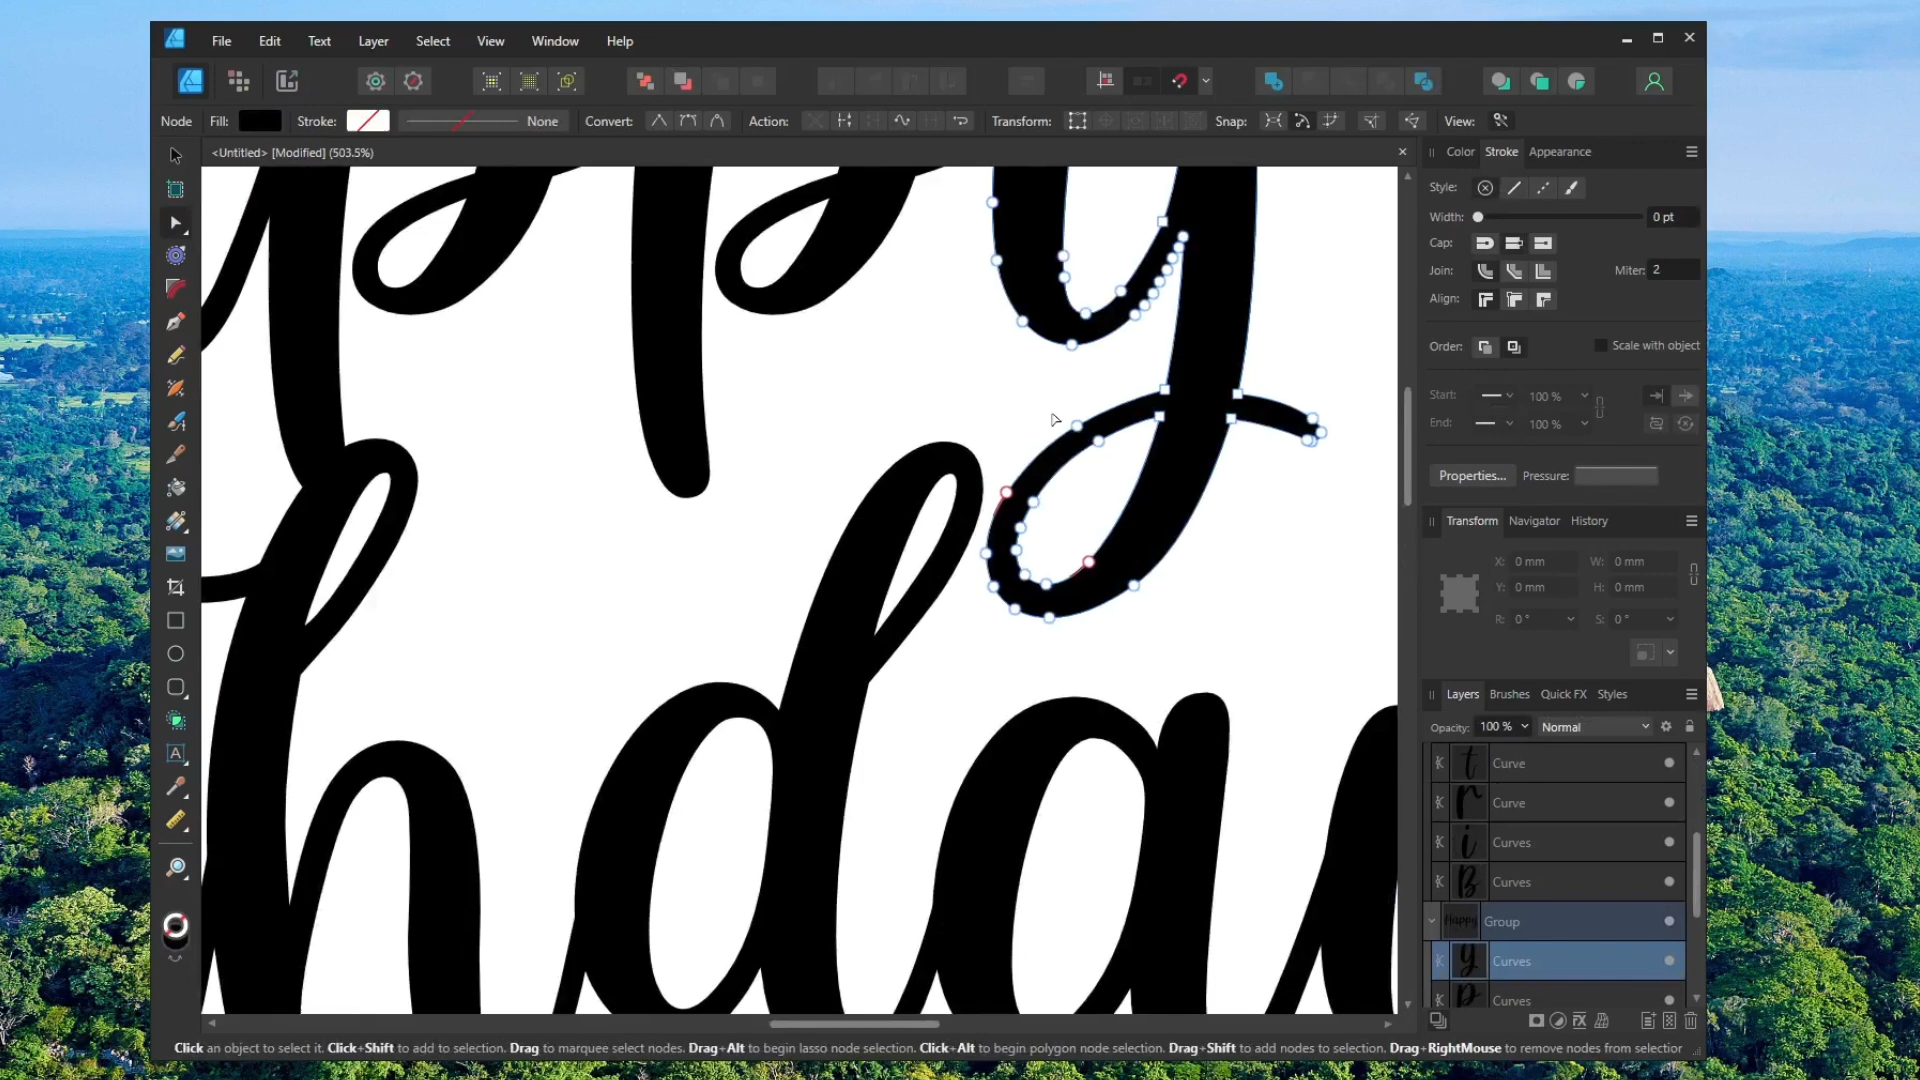 File Edit Text Layer Select View Window Help
Node Fill: Stroke: None Convert: Action: Transform: Snap: View:
<Untitled> [Modified] (503.5%)
Color Stroke Appearance
Style:
Width: 0 pt
Cap:
Join: Miter: 2
Align:
Order: Scale with object
Start: 100 %
End: 100 %
Properties... Pressure:
Transform Navigator History
X: 0 mm W: 0 mm
Y: 0 mm H: 0 mm
R: 0 ° S: 0 °
Layers Brushes Quick FX Styles
Opacity: 100 % Normal
t Curve
r Curve
i Curves
B Curves
Happy Group
y Curves
p Curves
ppy
hday
Click an object to select it. Click+Shift to add to selection. Drag to marquee select nodes. Drag+Alt to begin lasso node selection. Click+Alt to begin polygon node selection. Drag+Shift to add nodes to selection. Drag+RightMouse to remove nodes from selection